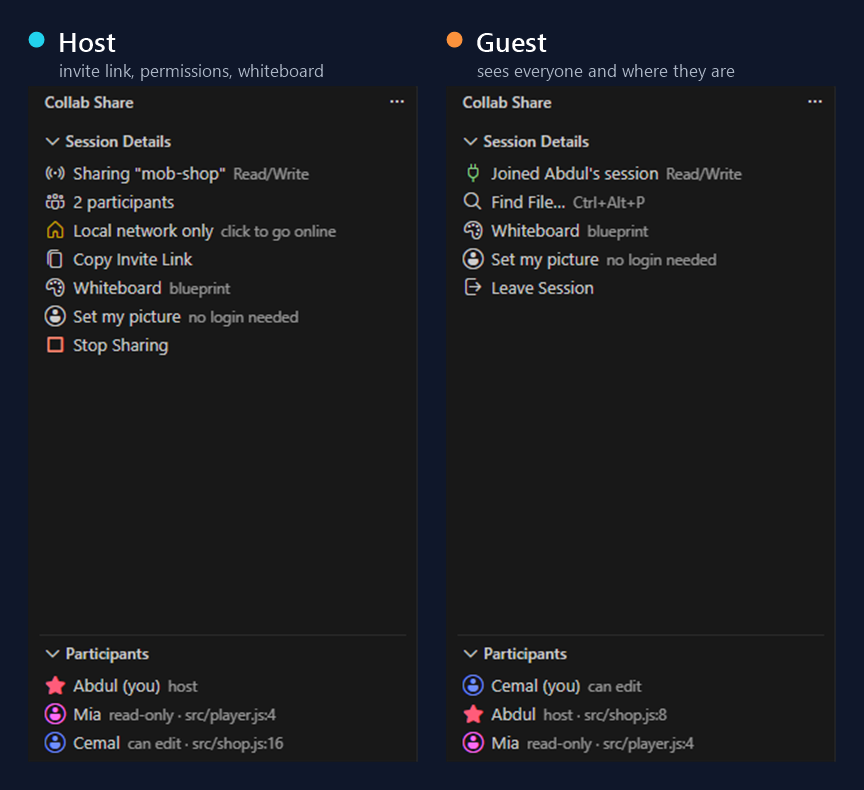 Host
invite link, permissions, whiteboard
Collab Share
Session Details
Sharing "mob-shop" Read/Write
2 participants
Local network only click to go online
Copy Invite Link
Whiteboard blueprint
Set my picture no login needed
Stop Sharing
Participants
Abdul (you) host
Mia read-only · src/player.js:4
Cemal can edit · src/shop.js:16
Guest
sees everyone and where they are
Collab Share
Session Details
Joined Abdul's session Read/Write
Find File... Ctrl+Alt+P
Whiteboard blueprint
Set my picture no login needed
Leave Session
Participants
Cemal (you) can edit
Abdul host · src/shop.js:8
Mia read-only · src/player.js:4